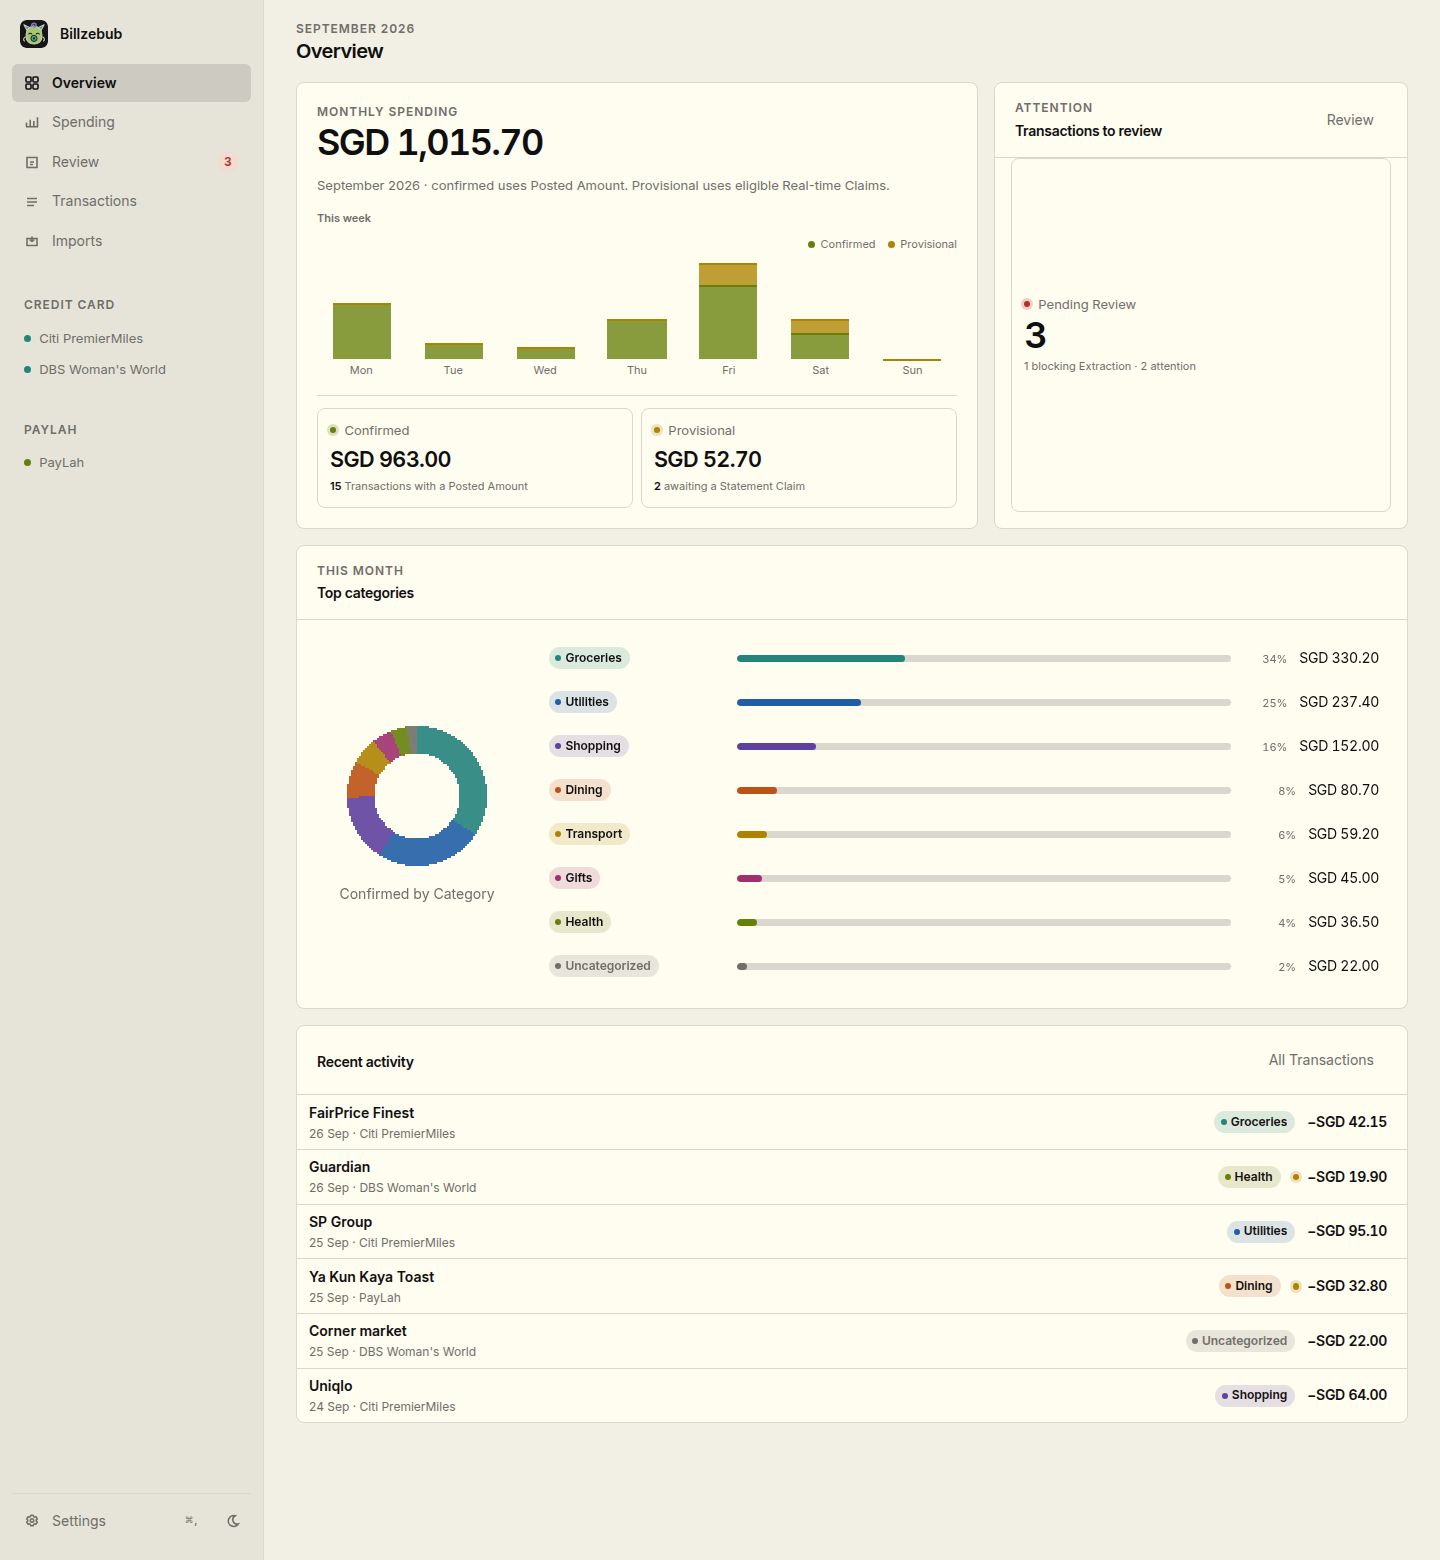 Billzebub
Overview
Spending
Review 3
Transactions
Imports
CREDIT CARD
Citi PremierMiles
DBS Woman's World
PAYLAH
PayLah
Settings ⌘,
SEPTEMBER 2026
Overview
MONTHLY SPENDING
SGD 1,015.70
September 2026 · confirmed uses Posted Amount. Provisional uses eligible Real-time Claims.
This week
Confirmed Provisional
Mon Tue Wed Thu Fri Sat Sun
Confirmed
SGD 963.00
15 Transactions with a Posted Amount
Provisional
SGD 52.70
2 awaiting a Statement Claim
ATTENTION
Transactions to review
Review
Pending Review
3
1 blocking Extraction · 2 attention
THIS MONTH
Top categories
Confirmed by Category
Groceries 34% SGD 330.20
Utilities 25% SGD 237.40
Shopping 16% SGD 152.00
Dining 8% SGD 80.70
Transport 6% SGD 59.20
Gifts 5% SGD 45.00
Health 4% SGD 36.50
Uncategorized 2% SGD 22.00
Recent activity
All Transactions
FairPrice Finest
26 Sep · Citi PremierMiles
Groceries −SGD 42.15
Guardian
26 Sep · DBS Woman's World
Health −SGD 19.90
SP Group
25 Sep · Citi PremierMiles
Utilities −SGD 95.10
Ya Kun Kaya Toast
25 Sep · PayLah
Dining −SGD 32.80
Corner market
25 Sep · DBS Woman's World
Uncategorized −SGD 22.00
Uniqlo
24 Sep · Citi PremierMiles
Shopping −SGD 64.00